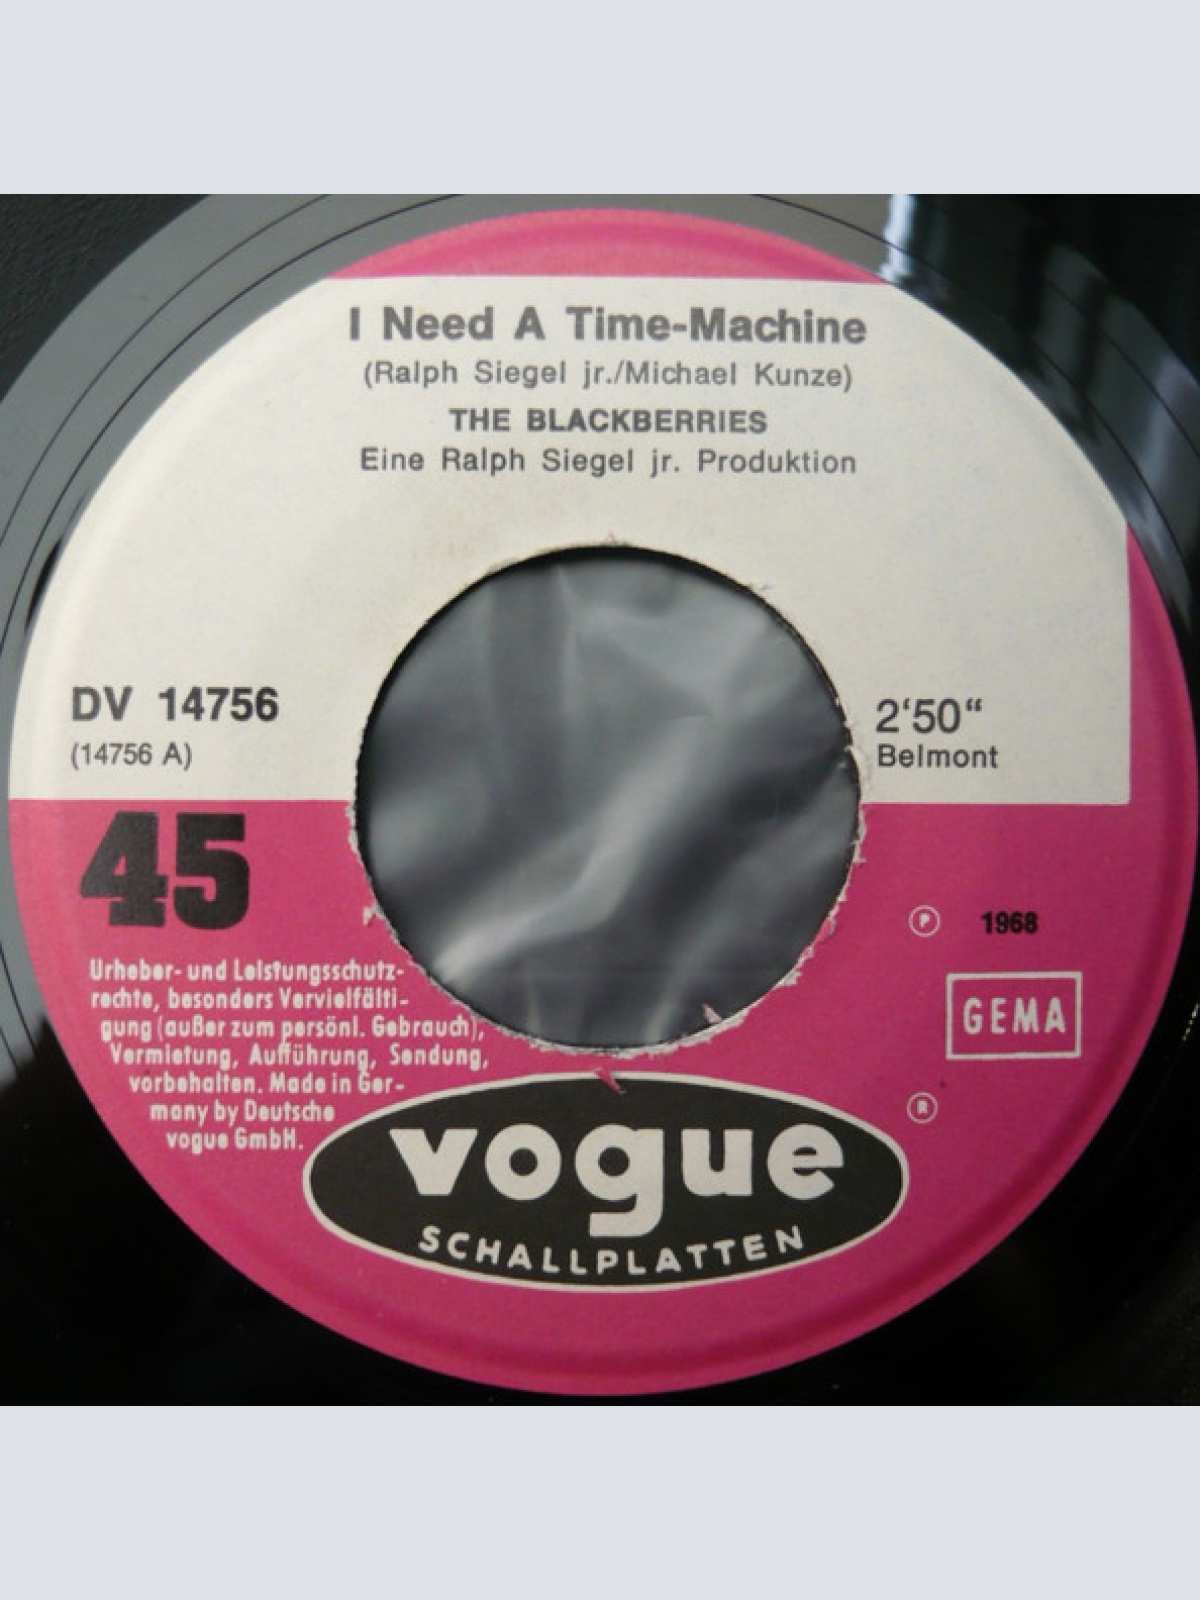 I Need A Time-Machine
(Ralph Siegel jr./Michael Kunze)
THE BLACKBERRIES
Eine Ralph Siegel jr. Produktion
DV 14756
(14756 A)
2‘50“
Belmont
45
Ⓟ 1968
GEMA
Urheber- und Leistungsschutz-
rechte, besonders Vervielfälti-
gung (außer zum persönl. Gebrauch),
Vermietung, Aufführung, Sendung,
vorbehalten. Made in Ger-
many by Deutsche
vogue GmbH.
®
vogue
SCHALLPLATTEN